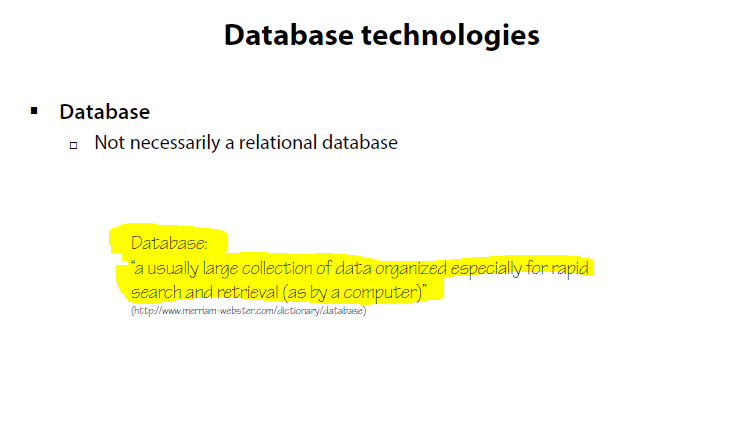 Database technologies
Database
Not necessarily a relational database
Database:
“a usually large collection of data organized especially for rapid
search and retrieval (as by a computer)”
(http://www.merriam-webster.com/dictionary/database)